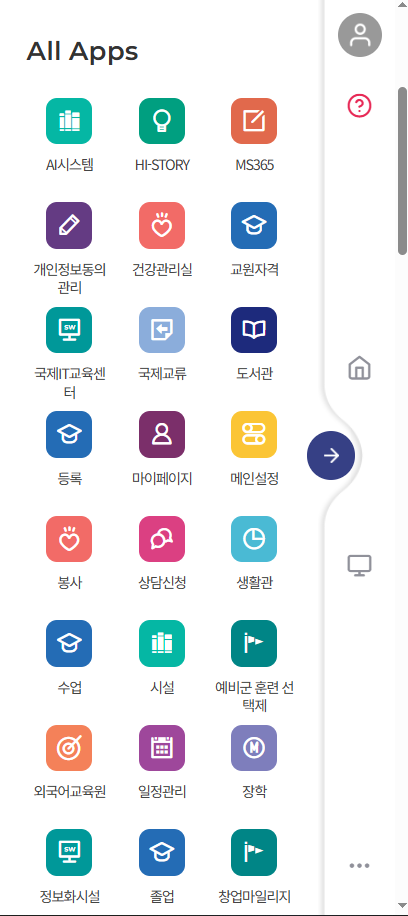 All Apps
AI시스템
HI-STORY
MS365
개인정보동의
관리
건강관리실
교원자격
국제IT교육센
터
국제교류
도서관
등록
마이페이지
메인설정
봉사
상담신청
생활관
수업
시설
예비군 훈련 선
택제
외국어교육원
일정관리
장학
정보화시설
졸업
창업마일리지